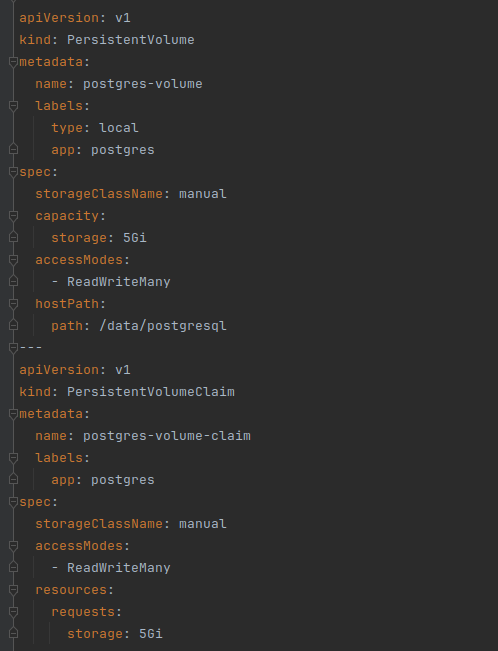 apiVersion: v1
kind: PersistentVolume
metadata:
  name: postgres-volume
  labels:
    type: local
    app: postgres
spec:
  storageClassName: manual
  capacity:
    storage: 5Gi
  accessModes:
    - ReadWriteMany
  hostPath:
    path: /data/postgresql
---
apiVersion: v1
kind: PersistentVolumeClaim
metadata:
  name: postgres-volume-claim
  labels:
    app: postgres
spec:
  storageClassName: manual
  accessModes:
    - ReadWriteMany
  resources:
    requests:
      storage: 5Gi